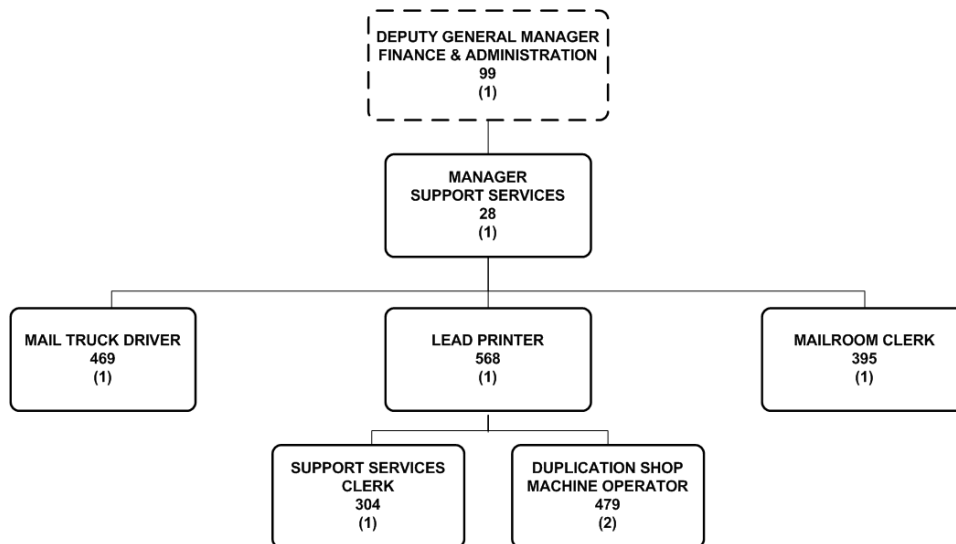 DEPUTY GENERAL MANAGER
FINANCE & ADMINISTRATION
99
(1)
MANAGER
SUPPORT SERVICES
28
(1)
MAIL TRUCK DRIVER
469
(1)
LEAD PRINTER
568
(1)
MAILROOM CLERK
395
(1)
SUPPORT SERVICES
CLERK
304
(1)
DUPLICATION SHOP
MACHINE OPERATOR
479
(2)